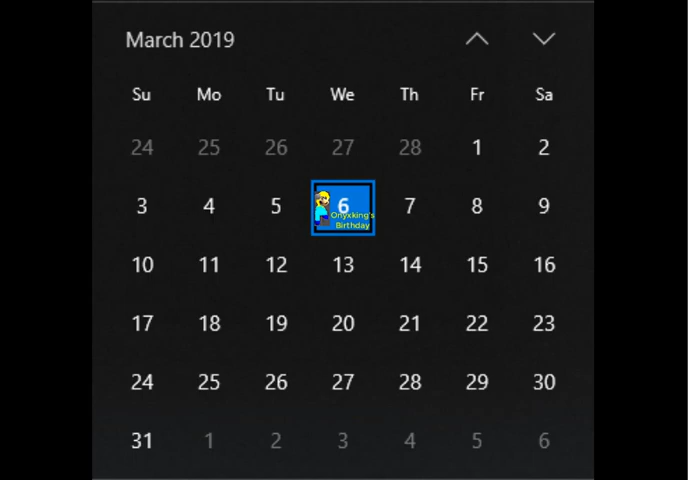 March 2019
Su Mo Tu We Th Fr Sa
24 25 26 27 28 1 2
3 4 5 6 7 8 9
Onyxking's
Birthday
10 11 12 13 14 15 16
17 18 19 20 21 22 23
24 25 26 27 28 29 30
31 1 2 3 4 5 6